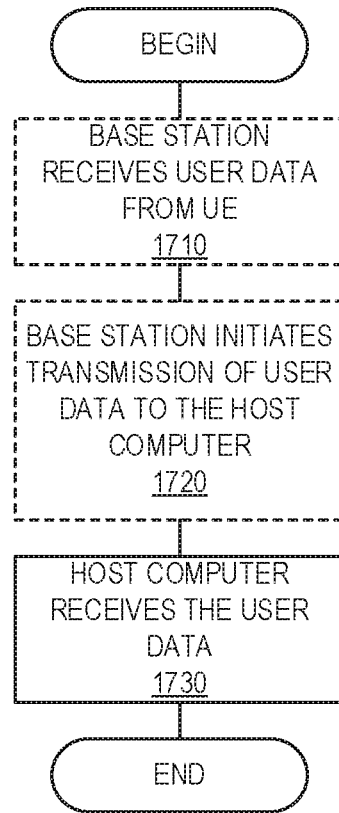 BEGIN
BASE STATION
RECEIVES USER DATA
FROM UE
1710
BASE STATION INITIATES
TRANSMISSION OF USER
DATA TO THE HOST
COMPUTER
1720
HOST COMPUTER
RECEIVES THE USER
DATA
1730
END